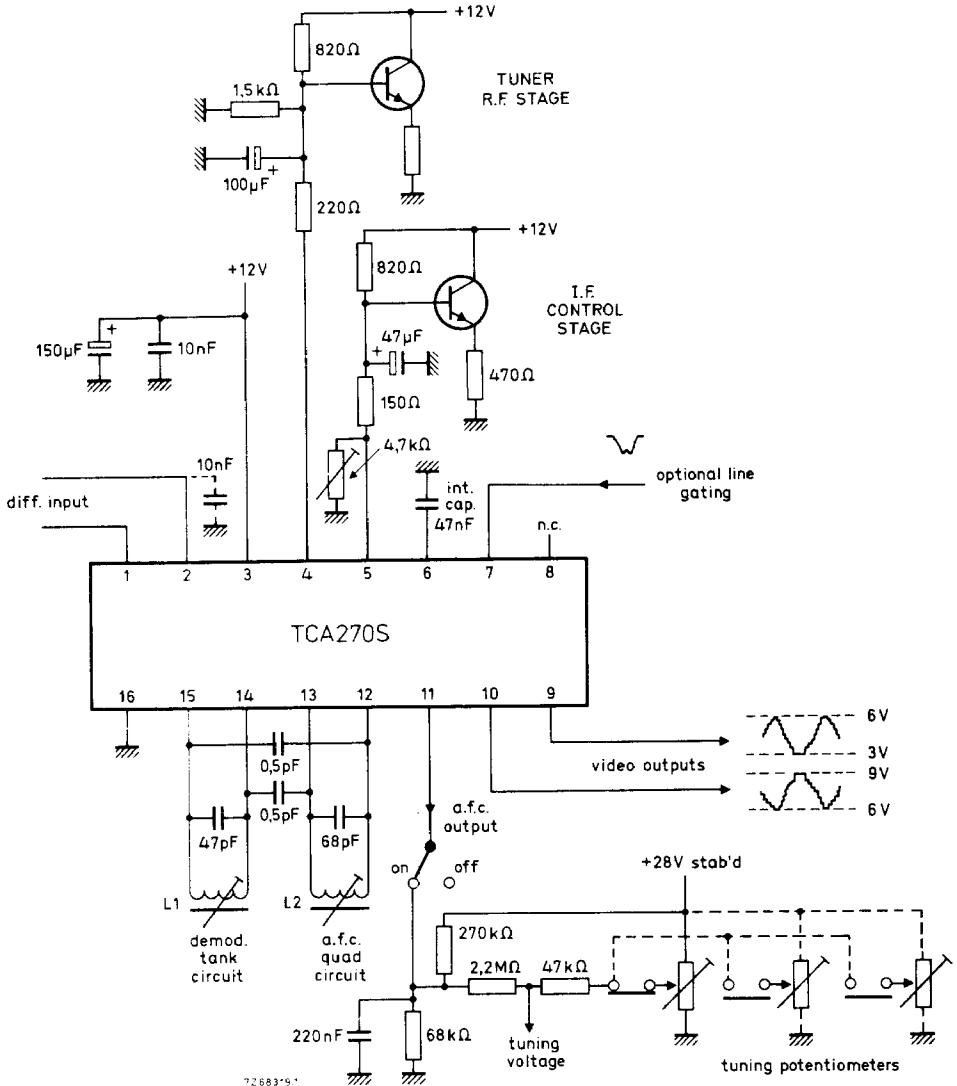 +12V
820Ω
TUNER
R.F. STAGE
1,5kΩ
100µF
+
220Ω
+12V
820Ω
I.F.
CONTROL
STAGE
+12V
+
150µF
10nF
47µF
+
470Ω
150Ω
4,7kΩ
10nF
diff. input
int.
cap.
47nF
optional line
gating
n.c.
1 2 3 4 5 6 7 8
TCA270S
16 15 14 13 12 11 10 9
6V
3V
video outputs
9V
6V
0,5pF
0,5pF
47pF
68pF
a.f.c.
output
on
off
L1
L2
demod.
tank
circuit
a.f.c.
quad
circuit
+28V stab'd
270kΩ
2,2MΩ
47kΩ
220nF
68kΩ
tuning
voltage
tuning potentiometers